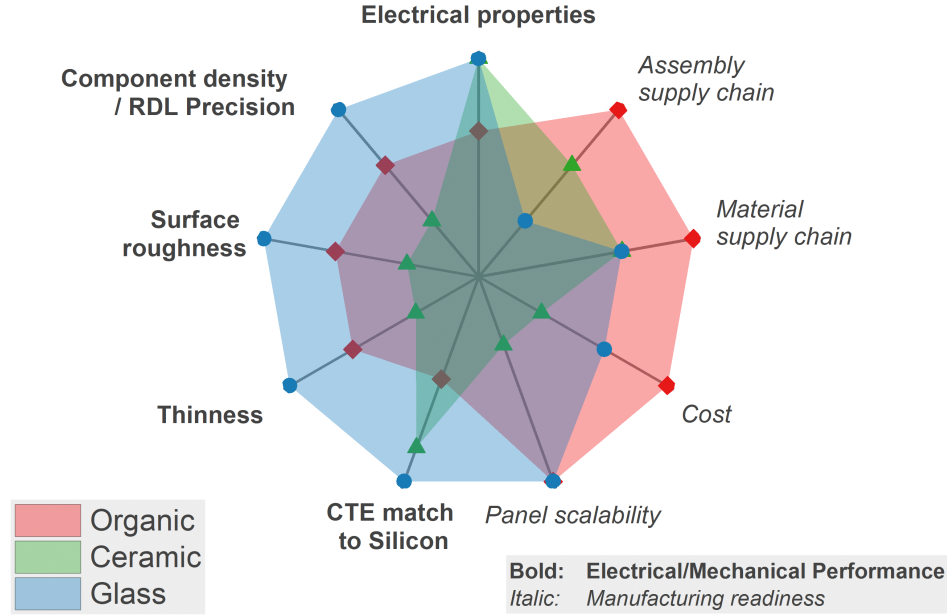 Electrical properties
Assembly
supply chain
Component density
/ RDL Precision
Material
supply chain
Surface
roughness
Thinness
Cost
CTE match
to Silicon
Panel scalability
Organic
Ceramic
Glass
Bold: Electrical/Mechanical Performance
Italic: Manufacturing readiness